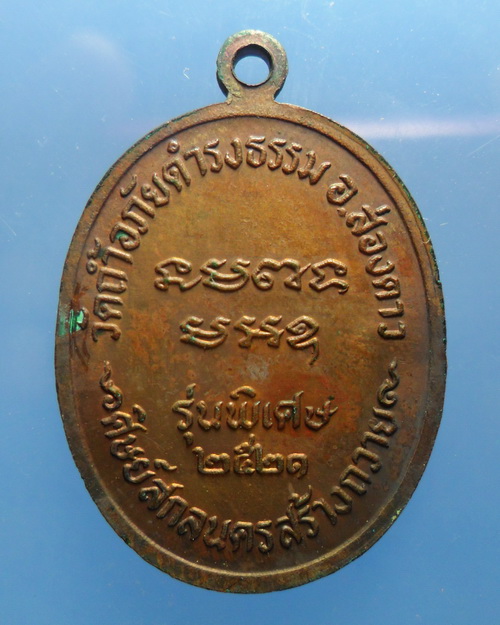 วัดถ้ำอภัยดำรงธรรม อ.ส่องดาว
รุ่นพิเศษ
๒๕๒๑
ศิษย์สกลนครสร้างถวาย